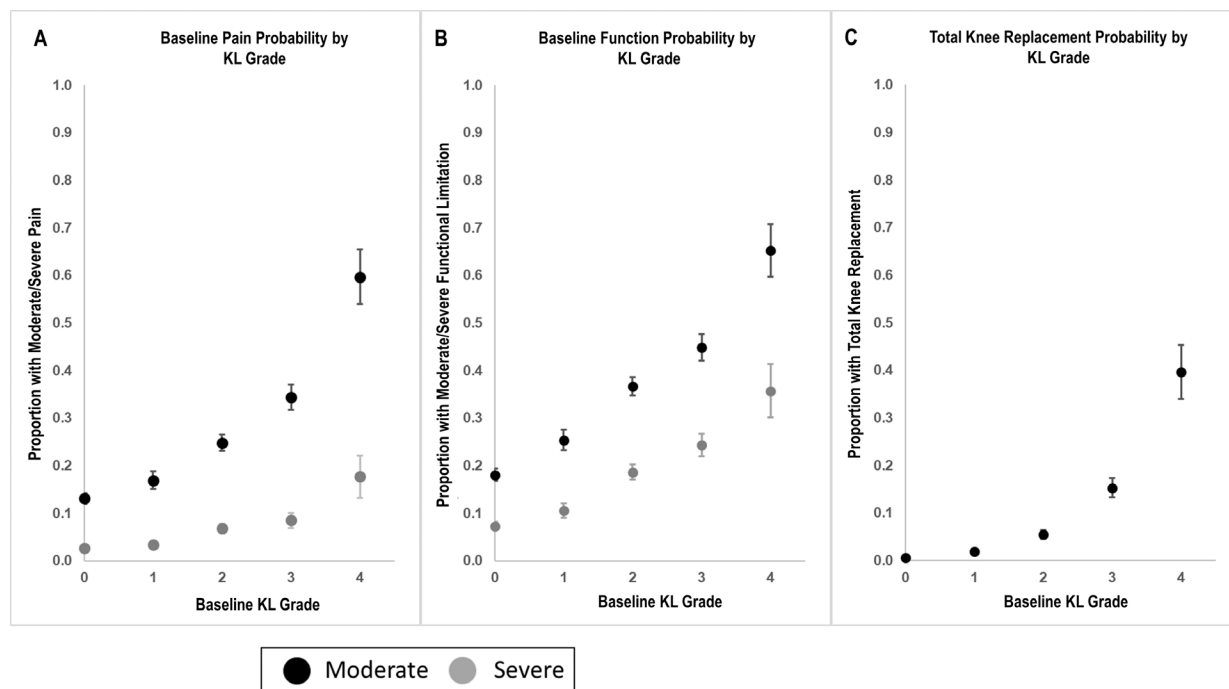 A
Baseline Pain Probability by
KL Grade
Proportion with Moderate/Severe Pain
1.0
0.9
0.8
0.7
0.6
0.5
0.4
0.3
0.2
0.1
0.0
0 1 2 3 4
Baseline KL Grade
B
Baseline Function Probability by
KL Grade
Proportion with Moderate/Severe Functional Limitation
1.0
0.9
0.8
0.7
0.6
0.5
0.4
0.3
0.2
0.1
0.0
0 1 2 3 4
Baseline KL Grade
C
Total Knee Replacement Probability by
KL Grade
Proportion with Total Knee Replacement
1.0
0.9
0.8
0.7
0.6
0.5
0.4
0.3
0.2
0.1
0.0
0 1 2 3 4
Baseline KL Grade
Moderate Severe